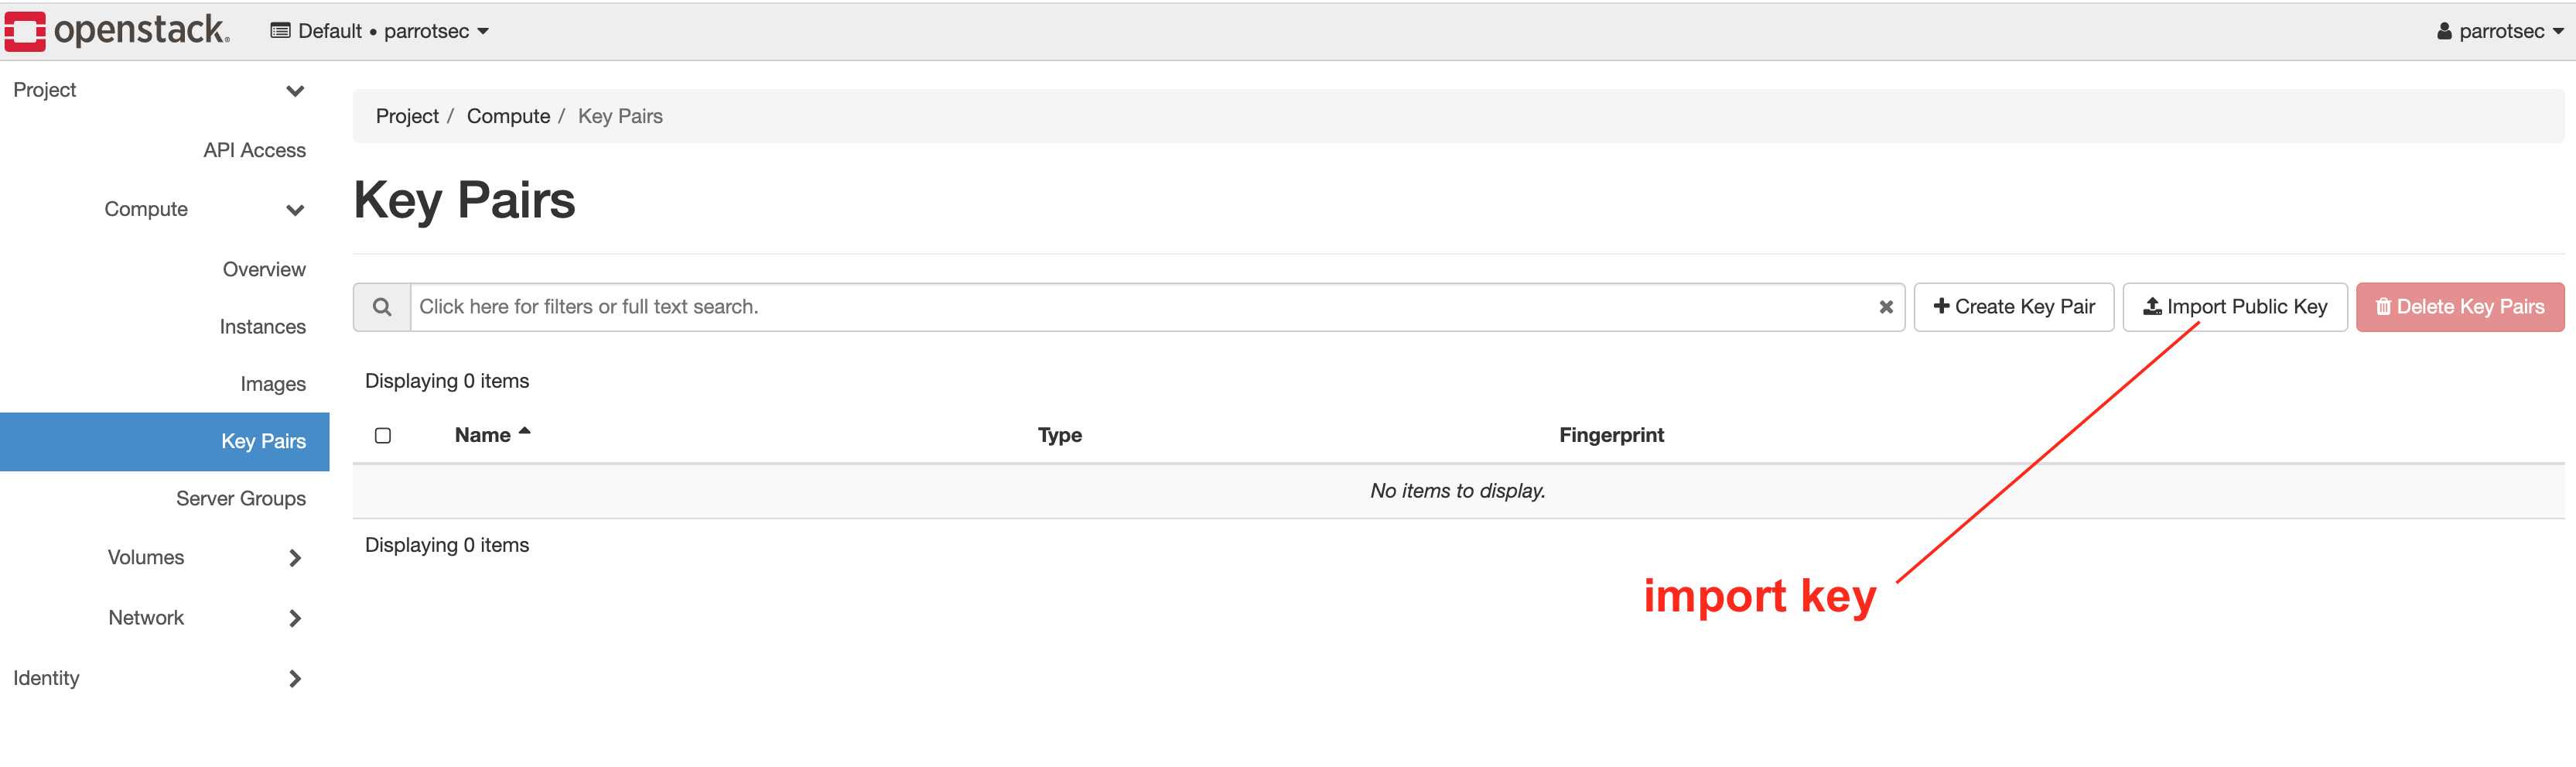 openstack.
Default • parrotsec
parrotsec
Project
API Access
Compute
Overview
Instances
Images
Key Pairs
Server Groups
Volumes
Network
Identity
Project / Compute / Key Pairs
Key Pairs
Click here for filters or full text search.
Create Key Pair
Import Public Key
Delete Key Pairs
Displaying 0 items
Name Type Fingerprint
No items to display.
Displaying 0 items
import key